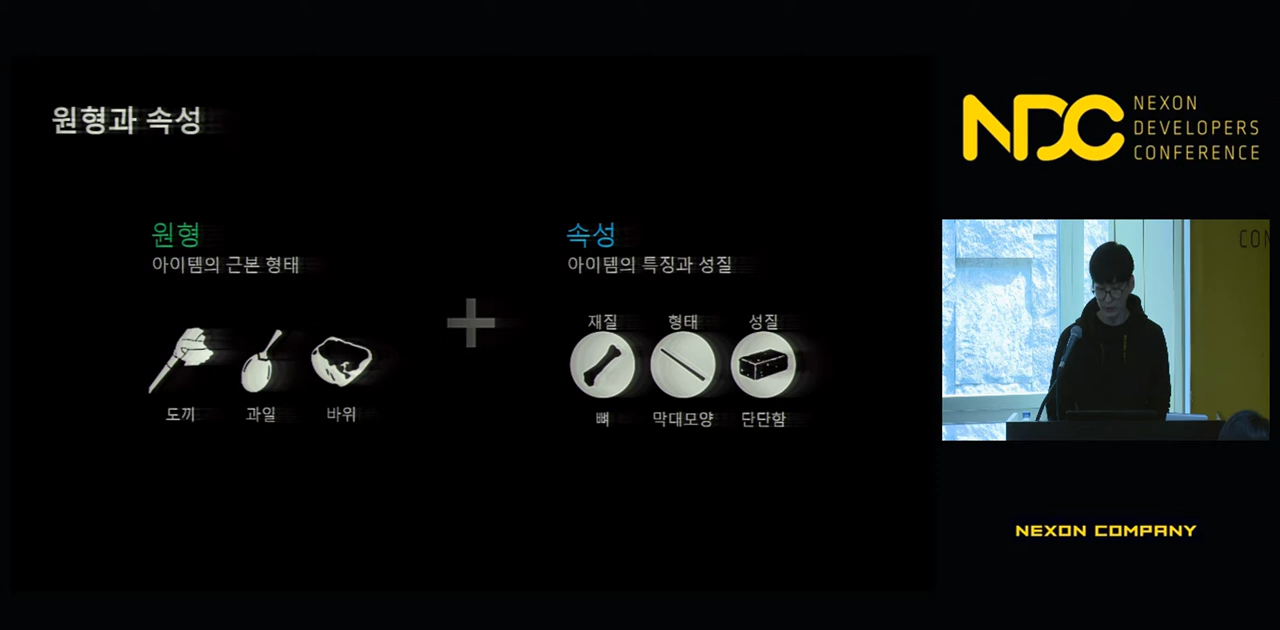 원형과 속성
원형
아이템의 근본 형태
도끼
과일
바위
속성
아이템의 특징과 성질
재질
형태
성질
뼈
막대모양
단단함
NDC
NEXON
DEVELOPERS
CONFERENCE
CON
NEXON COMPANY